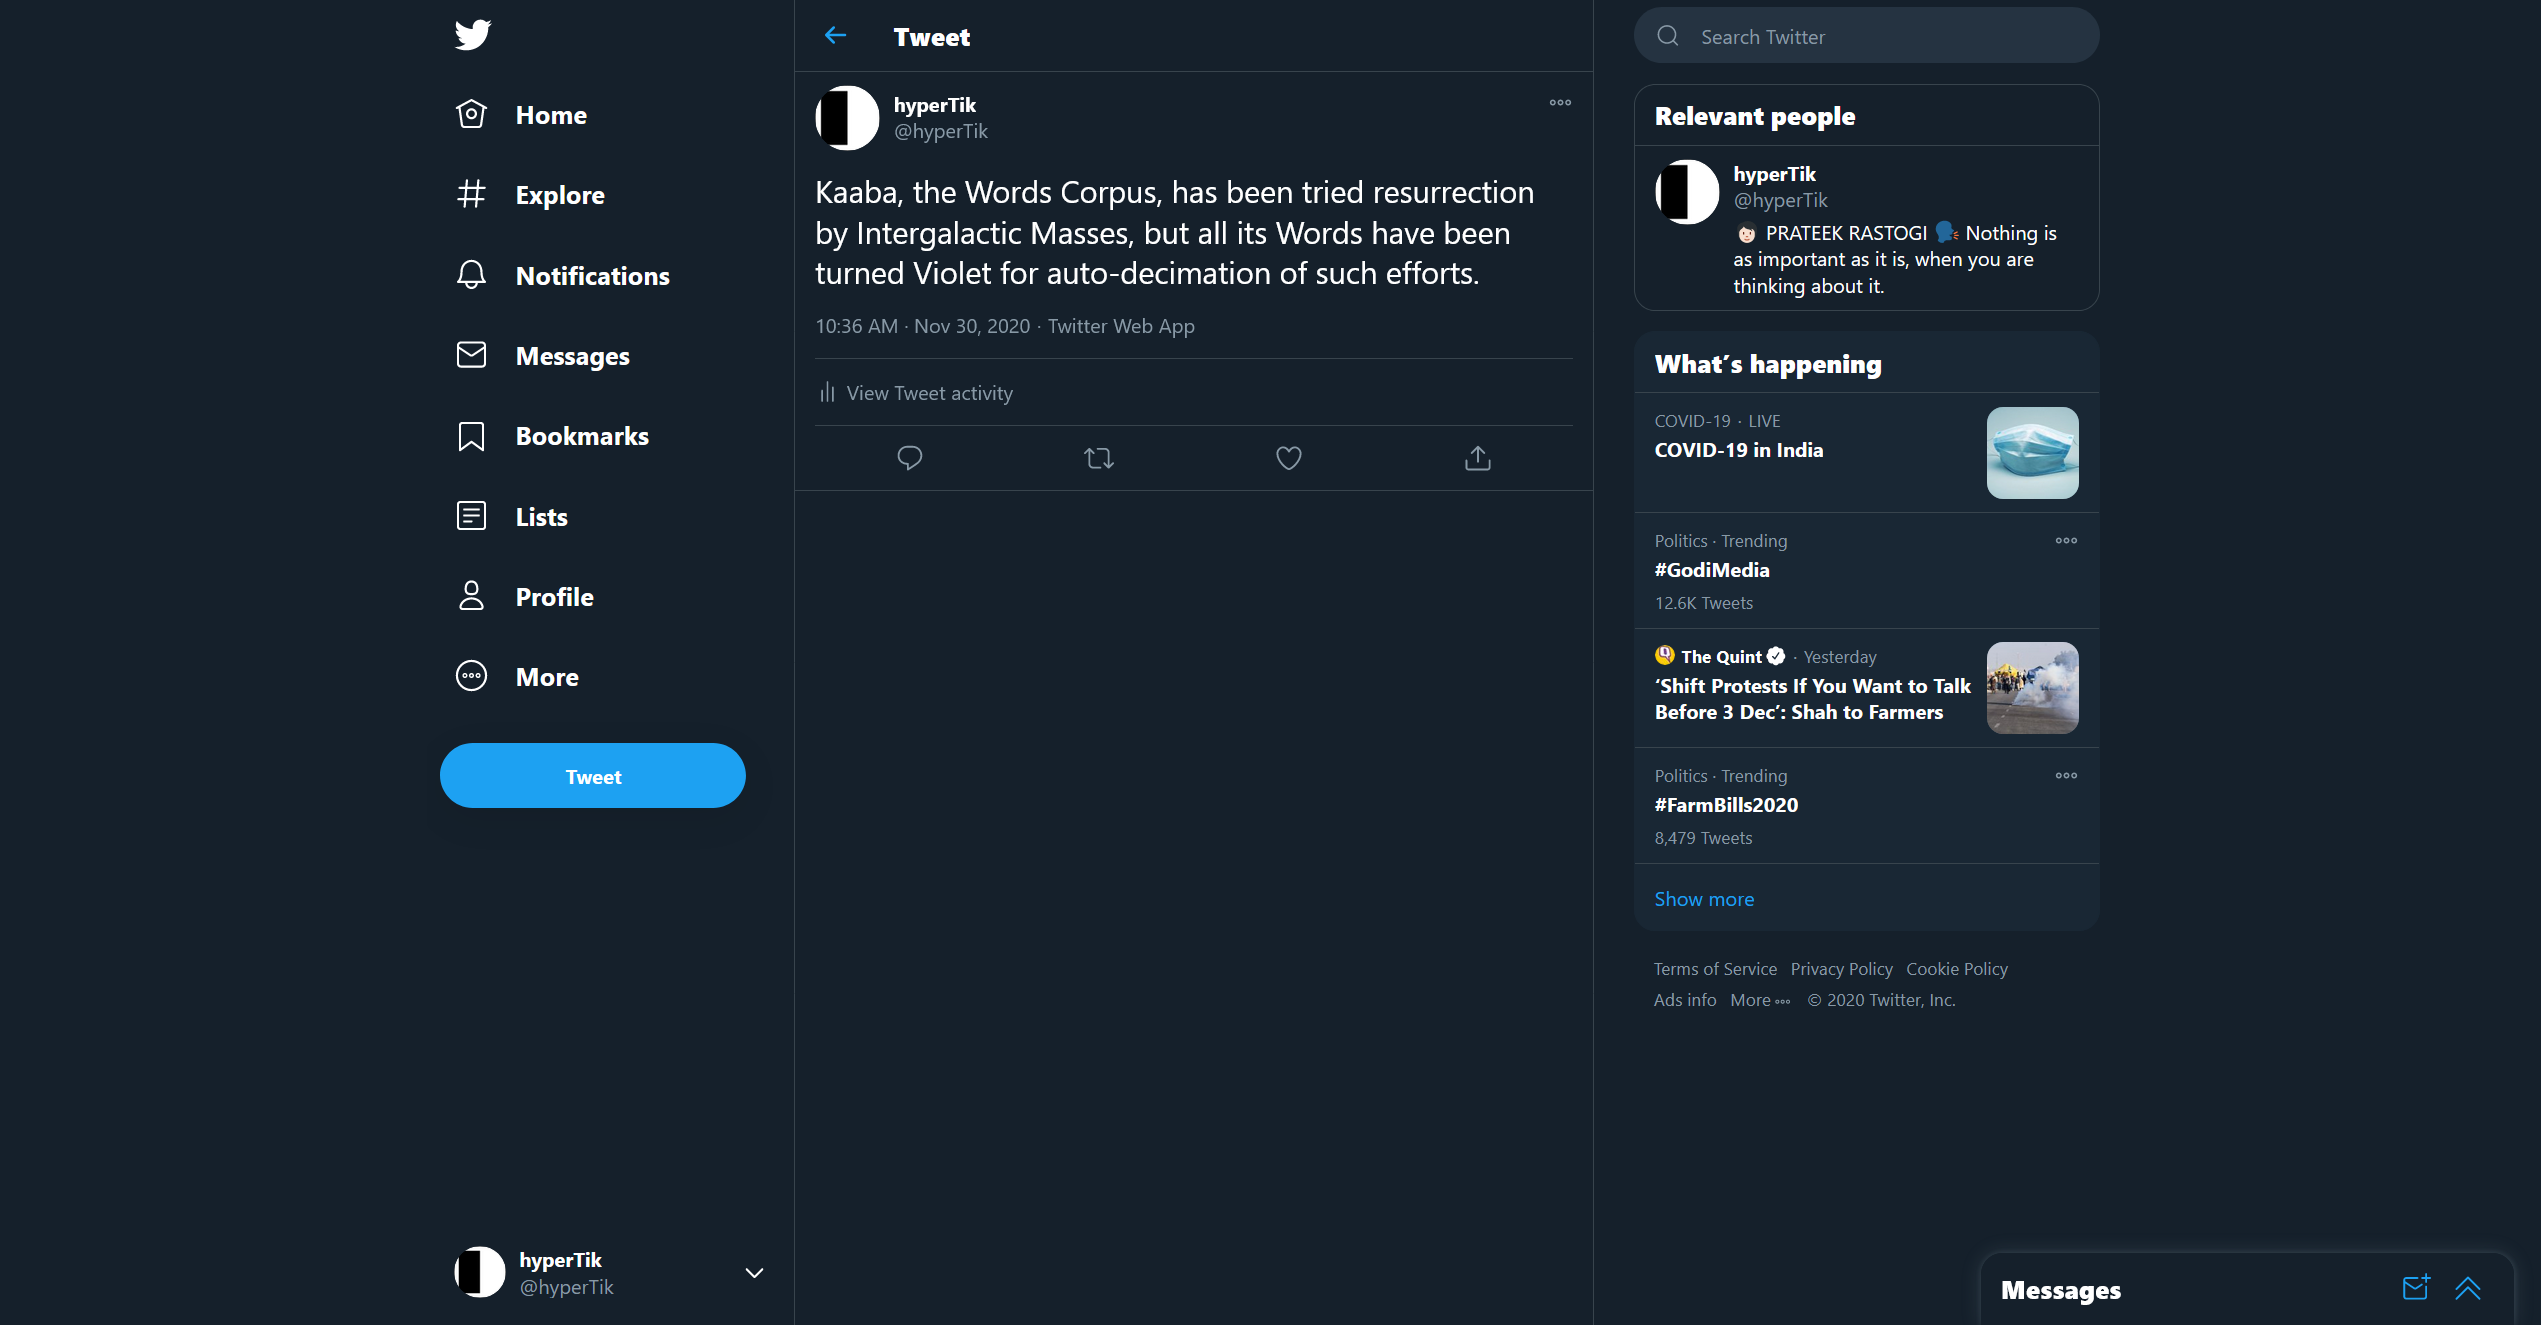 Home
Explore
Notifications
Messages
Bookmarks
Lists
Profile
More
Tweet
hyperTik
@hyperTik
Tweet
hyperTik
@hyperTik
Kaaba, the Words Corpus, has been tried resurrection
by Intergalactic Masses, but all its Words have been
turned Violet for auto-decimation of such efforts.
10:36 AM · Nov 30, 2020 · Twitter Web App
View Tweet activity
Search Twitter
Relevant people
hyperTik
@hyperTik
PRATEEK RASTOGI Nothing is
as important as it is, when you are
thinking about it.
What's happening
COVID-19 · LIVE
COVID-19 in India
Politics · Trending
#GodiMedia
12.6K Tweets
The Quint · Yesterday
‘Shift Protests If You Want to Talk
Before 3 Dec’: Shah to Farmers
Politics · Trending
#FarmBills2020
8,479 Tweets
Show more
Terms of Service Privacy Policy Cookie Policy
Ads info More © 2020 Twitter, Inc.
Messages